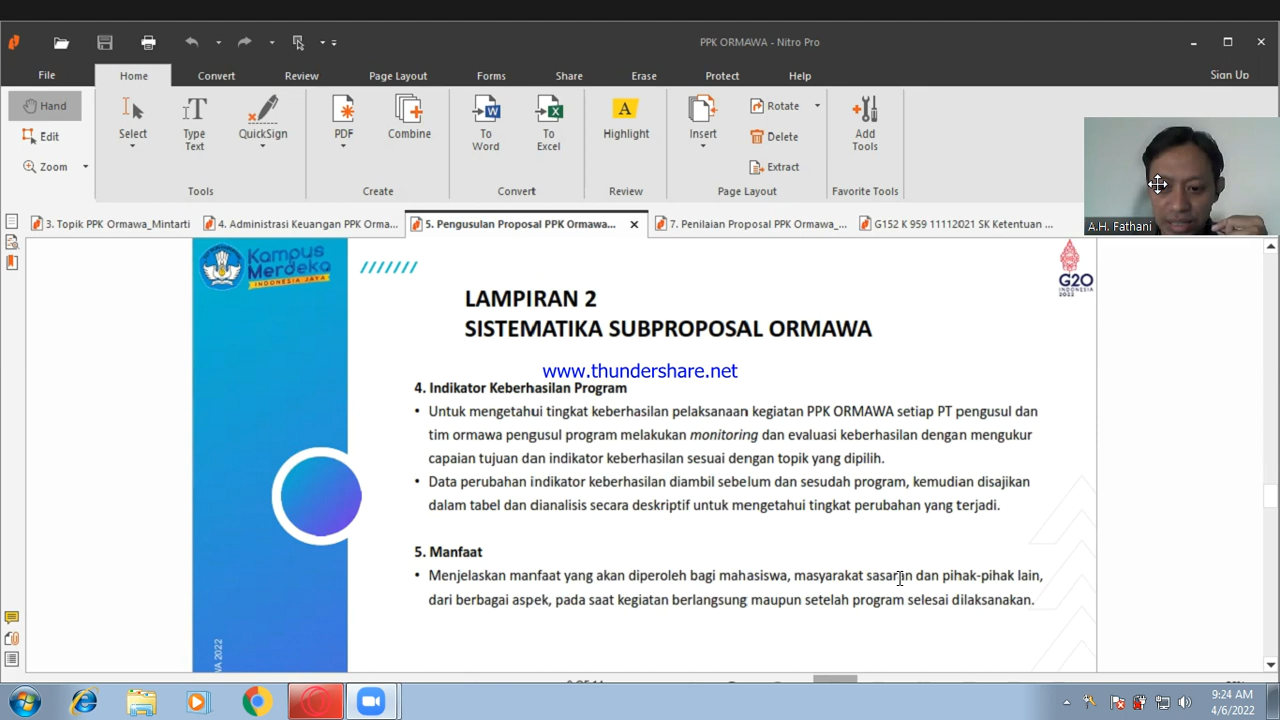 PPK ORMAWA - Nitro Pro
File
Home
Convert
Review
Page Layout
Forms
Share
Erase
Protect
Help
Sign Up
Hand
Edit
Zoom
Select
Type Text
QuickSign
Tools
PDF
Combine
Create
To Word
To Excel
Convert
Highlight
Review
Insert
Rotate
Delete
Extract
Page Layout
Add Tools
Favorite Tools
A.H. Fathani
3. Topik PPK Ormawa_Mintarti
4. Administrasi Keuangan PPK Orma...
5. Pengusulan Proposal PPK Ormawa...
7. Penilaian Proposal PPK Ormawa_...
G152 K 959 11112021 SK Ketentuan ...
Kampus
Merdeka
INDONESIA JAYA
G20
INDONESIA
2022
LAMPIRAN 2
SISTEMATIKA SUBPROPOSAL ORMAWA
www.thundershare.net
4. Indikator Keberhasilan Program
• Untuk mengetahui tingkat keberhasilan pelaksanaan kegiatan PPK ORMAWA setiap PT pengusul dan
tim ormawa pengusul program melakukan monitoring dan evaluasi keberhasilan dengan mengukur
capaian tujuan dan indikator keberhasilan sesuai dengan topik yang dipilih.
• Data perubahan indikator keberhasilan diambil sebelum dan sesudah program, kemudian disajikan
dalam tabel dan dianalisis secara deskriptif untuk mengetahui tingkat perubahan yang terjadi.
5. Manfaat
• Menjelaskan manfaat yang akan diperoleh bagi mahasiswa, masyarakat sasaran dan pihak-pihak lain,
dari berbagai aspek, pada saat kegiatan berlangsung maupun setelah program selesai dilaksanakan.
WA 2022
9:24 AM
4/6/2022